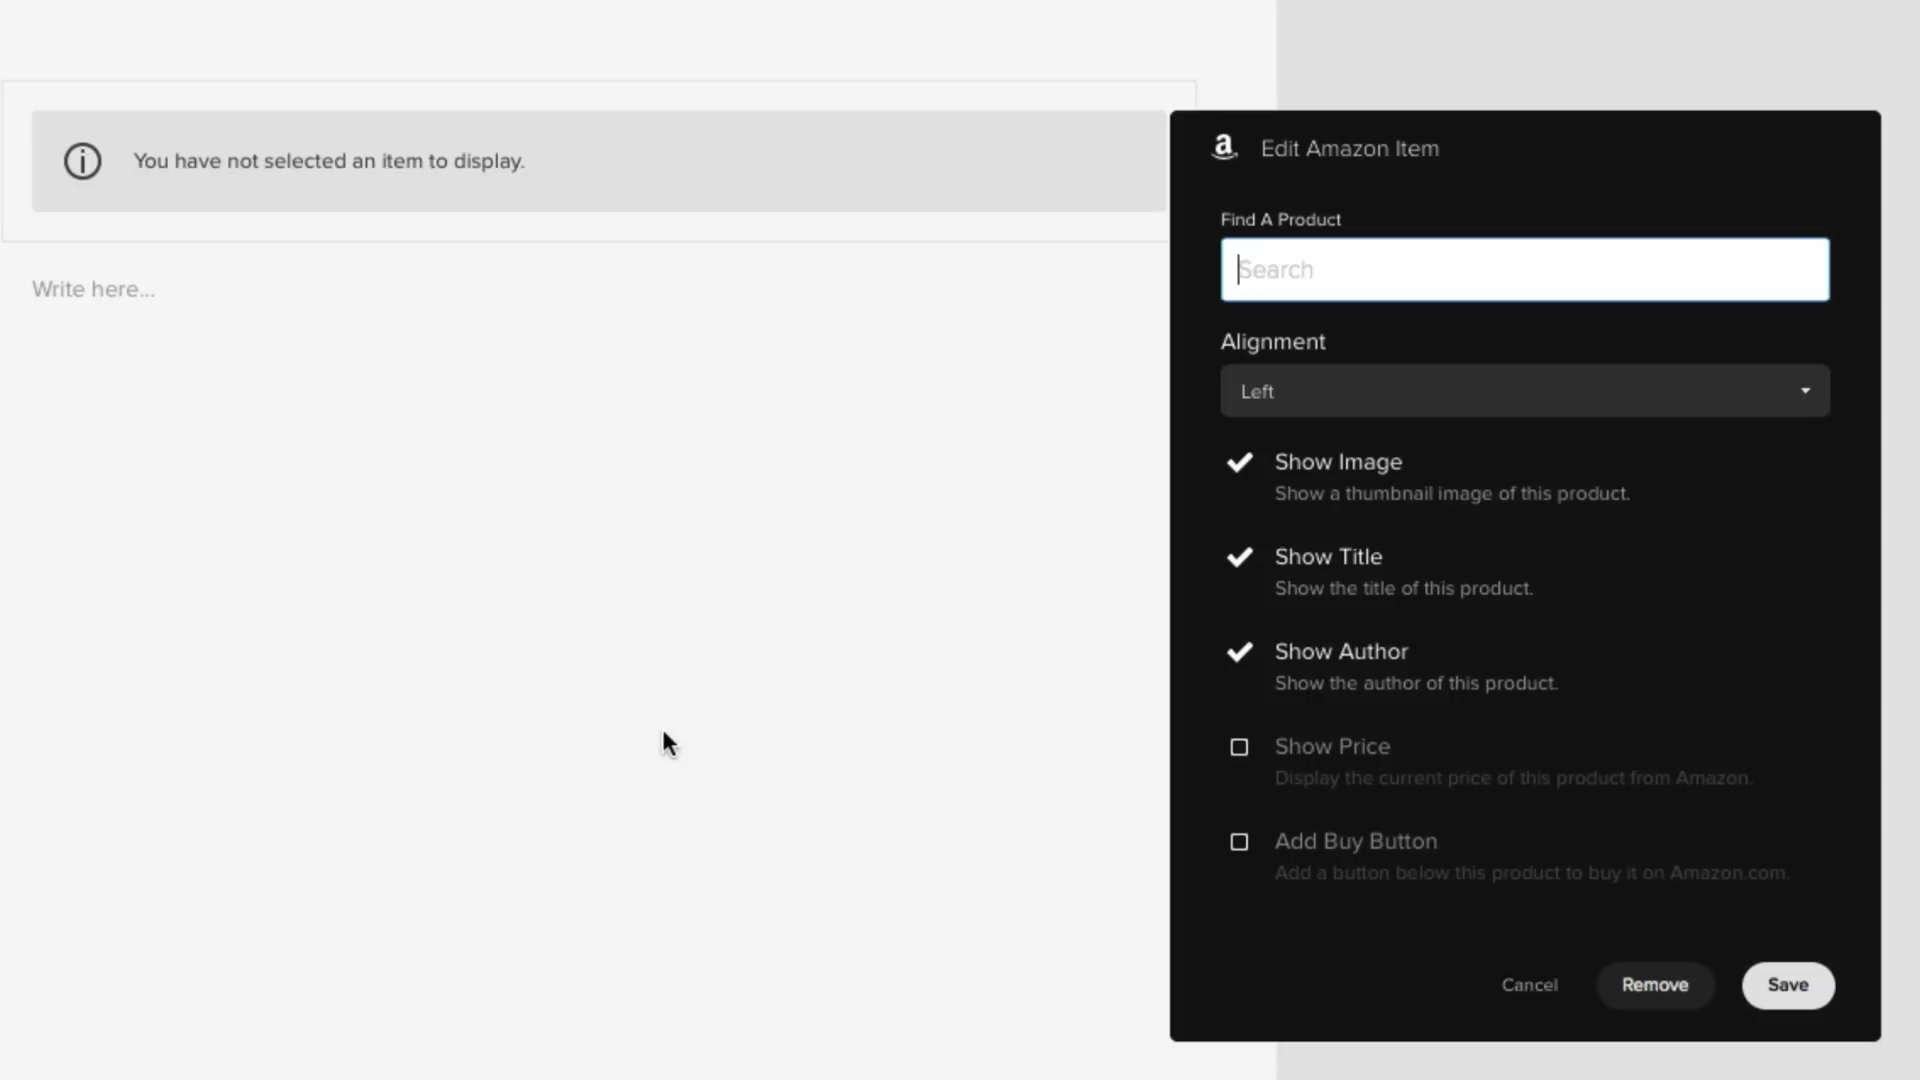 You have not selected an item to display.
Write here...
Edit Amazon Item
Find A Product
Search
Alignment
Left
Show Image
Show a thumbnail image of this product.
Show Title
Show the title of this product.
Show Author
Show the author of this product.
Show Price
Display the current price of this product from Amazon.
Add Buy Button
Add a button below this product to buy it on Amazon.com.
Cancel
Remove
Save